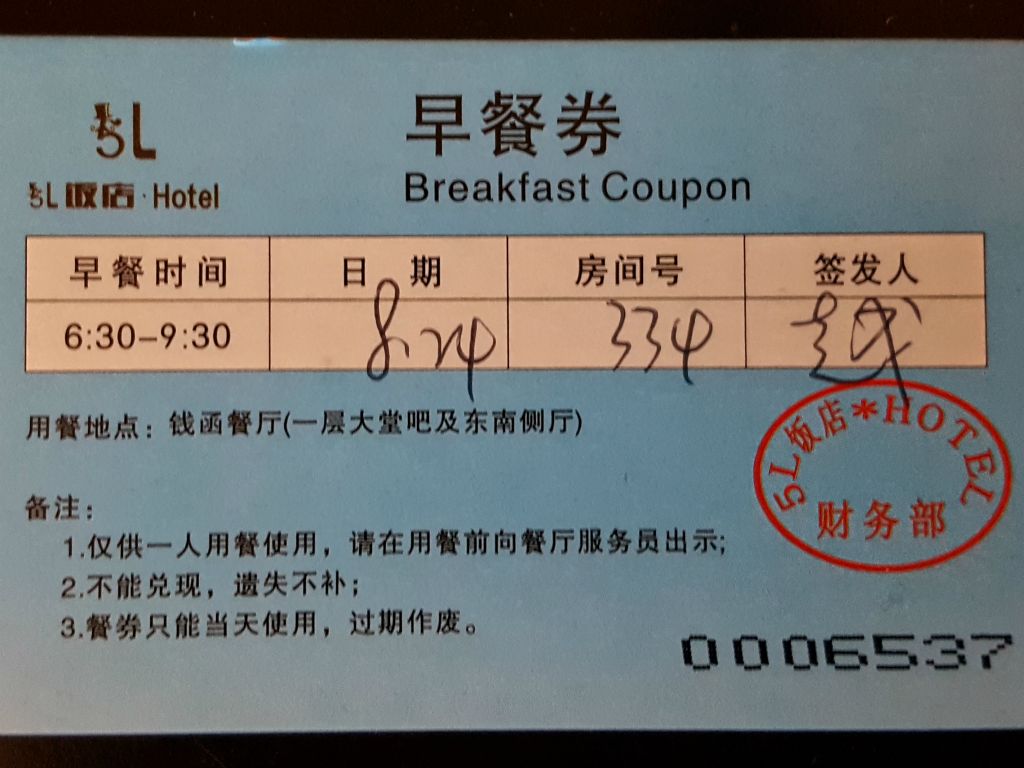 5L
5L饭店·Hotel
早餐券
Breakfast Coupon
早餐时间 日 期 房间号 签发人
6:30-9:30 8.24 334
用餐地点：钱函餐厅(一层大堂吧及东南侧厅)
5L饭店*HOTEL
财务部
备注：
1.仅供一人用餐使用，请在用餐前向餐厅服务员出示;
2.不能兑现，遗失不补；
3.餐券只能当天使用，过期作废。
0006537